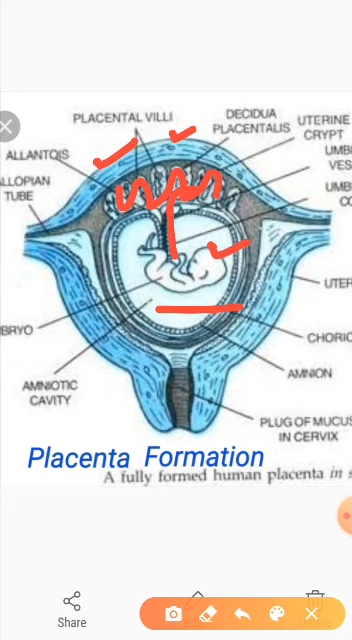 PLACENTAL VILLI
DECIDUA
PLACENTALIS
UTERINE
CRYPT
ALLANTOIS
UMB
VES
ALLOPIAN
TUBE
UMB
CO
UTER
BRYO
CHORIO
AMNION
AMNIOTIC
CAVITY
PLUG OF MUCUS
IN CERVIX
Placenta Formation
A fully formed human placenta in s
Share